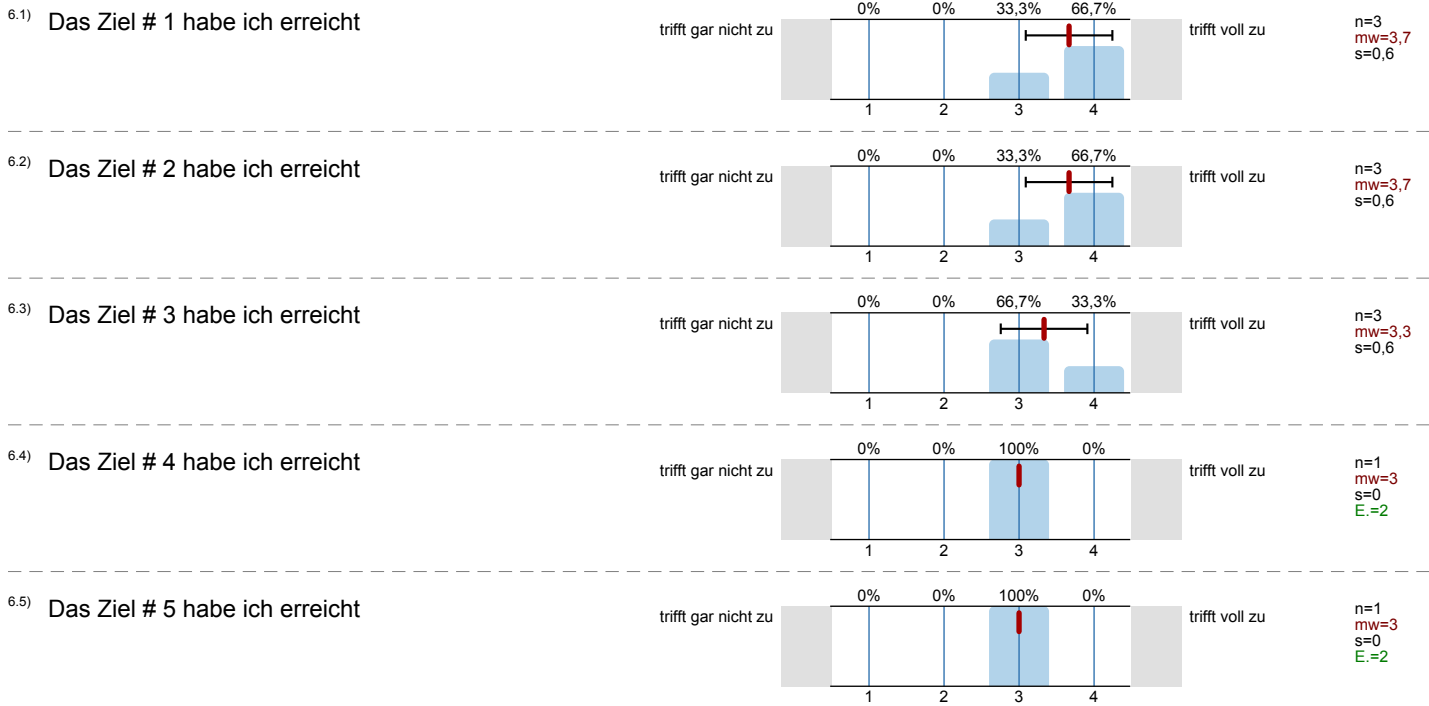 0% 0% 33,3% 66,7%
6.1) Das Ziel # 1 habe ich erreicht
trifft gar nicht zu trifft voll zu
n=3
mw=3,7
s=0,6
1 2 3 4
0% 0% 33,3% 66,7%
6.2) Das Ziel # 2 habe ich erreicht
trifft gar nicht zu trifft voll zu
n=3
mw=3,7
s=0,6
1 2 3 4
0% 0% 66,7% 33,3%
6.3) Das Ziel # 3 habe ich erreicht
trifft gar nicht zu trifft voll zu
n=3
mw=3,3
s=0,6
1 2 3 4
0% 0% 100% 0%
6.4) Das Ziel # 4 habe ich erreicht
trifft gar nicht zu trifft voll zu
n=1
mw=3
s=0
E.=2
1 2 3 4
0% 0% 100% 0%
6.5) Das Ziel # 5 habe ich erreicht
trifft gar nicht zu trifft voll zu
n=1
mw=3
s=0
E.=2
1 2 3 4